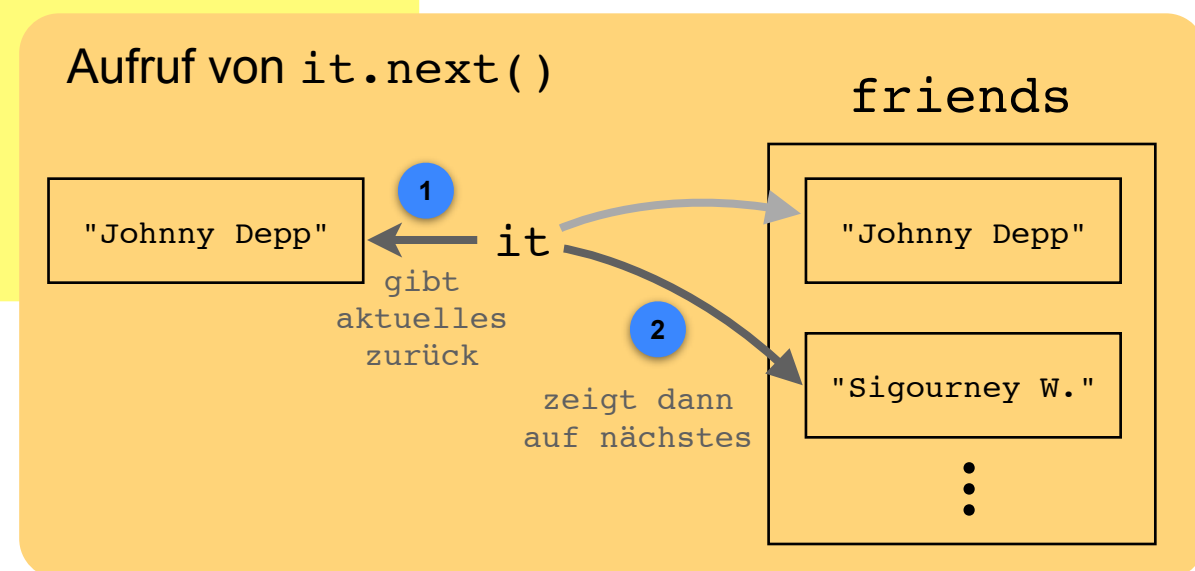 Aufruf von it.next()
friends
"Johnny Depp"
1
it
"Johnny Depp"
gibt
aktuelles
zurück
2
"Sigourney W."
zeigt dann
auf nächstes